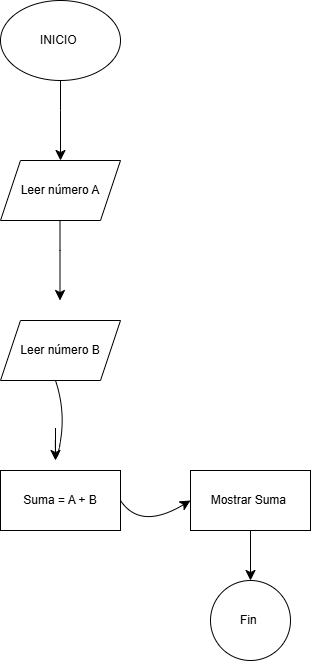 INICIO
Leer número A
Leer número B
Suma = A + B
Mostrar Suma
Fin